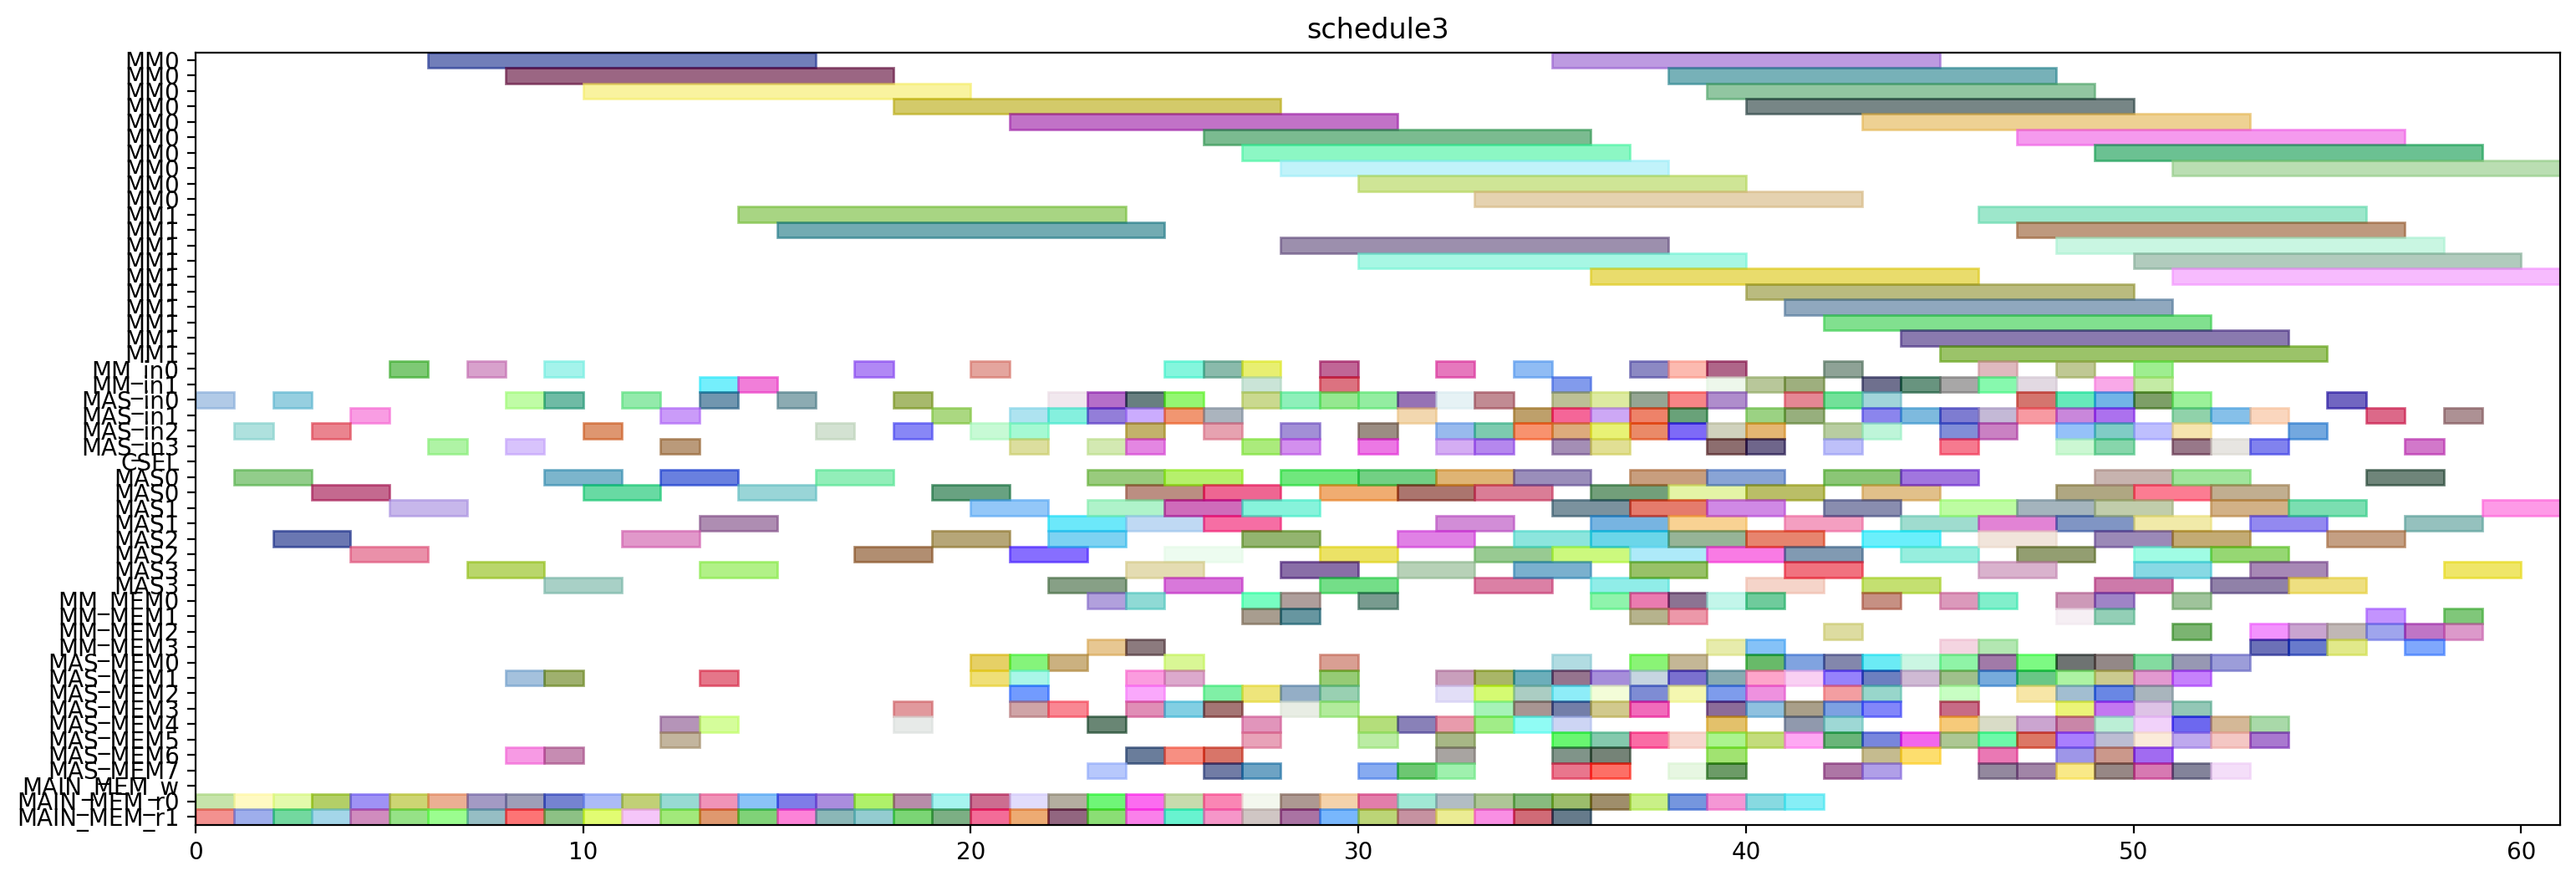 schedule3
MM0
MM0
MM0
MM0
MM0
MM0
MM0
MM0
MM0
MM0
MM1
MM1
MM1
MM1
MM1
MM1
MM1
MM1
MM1
MM1
MM_in0
MM_in1
MAS_in0
MAS_in1
MAS_in2
MAS_in3
CSEL
MAS0
MAS0
MAS1
MAS1
MAS2
MAS2
MAS3
MAS3
MM_MEM0
MM_MEM1
MM_MEM2
MM_MEM3
MAS_MEM0
MAS_MEM1
MAS_MEM2
MAS_MEM3
MAS_MEM4
MAS_MEM5
MAS_MEM6
MAS_MEM7
MAIN_MEM_w
MAIN_MEM_r0
MAIN_MEM_r1
0 10 20 30 40 50 60